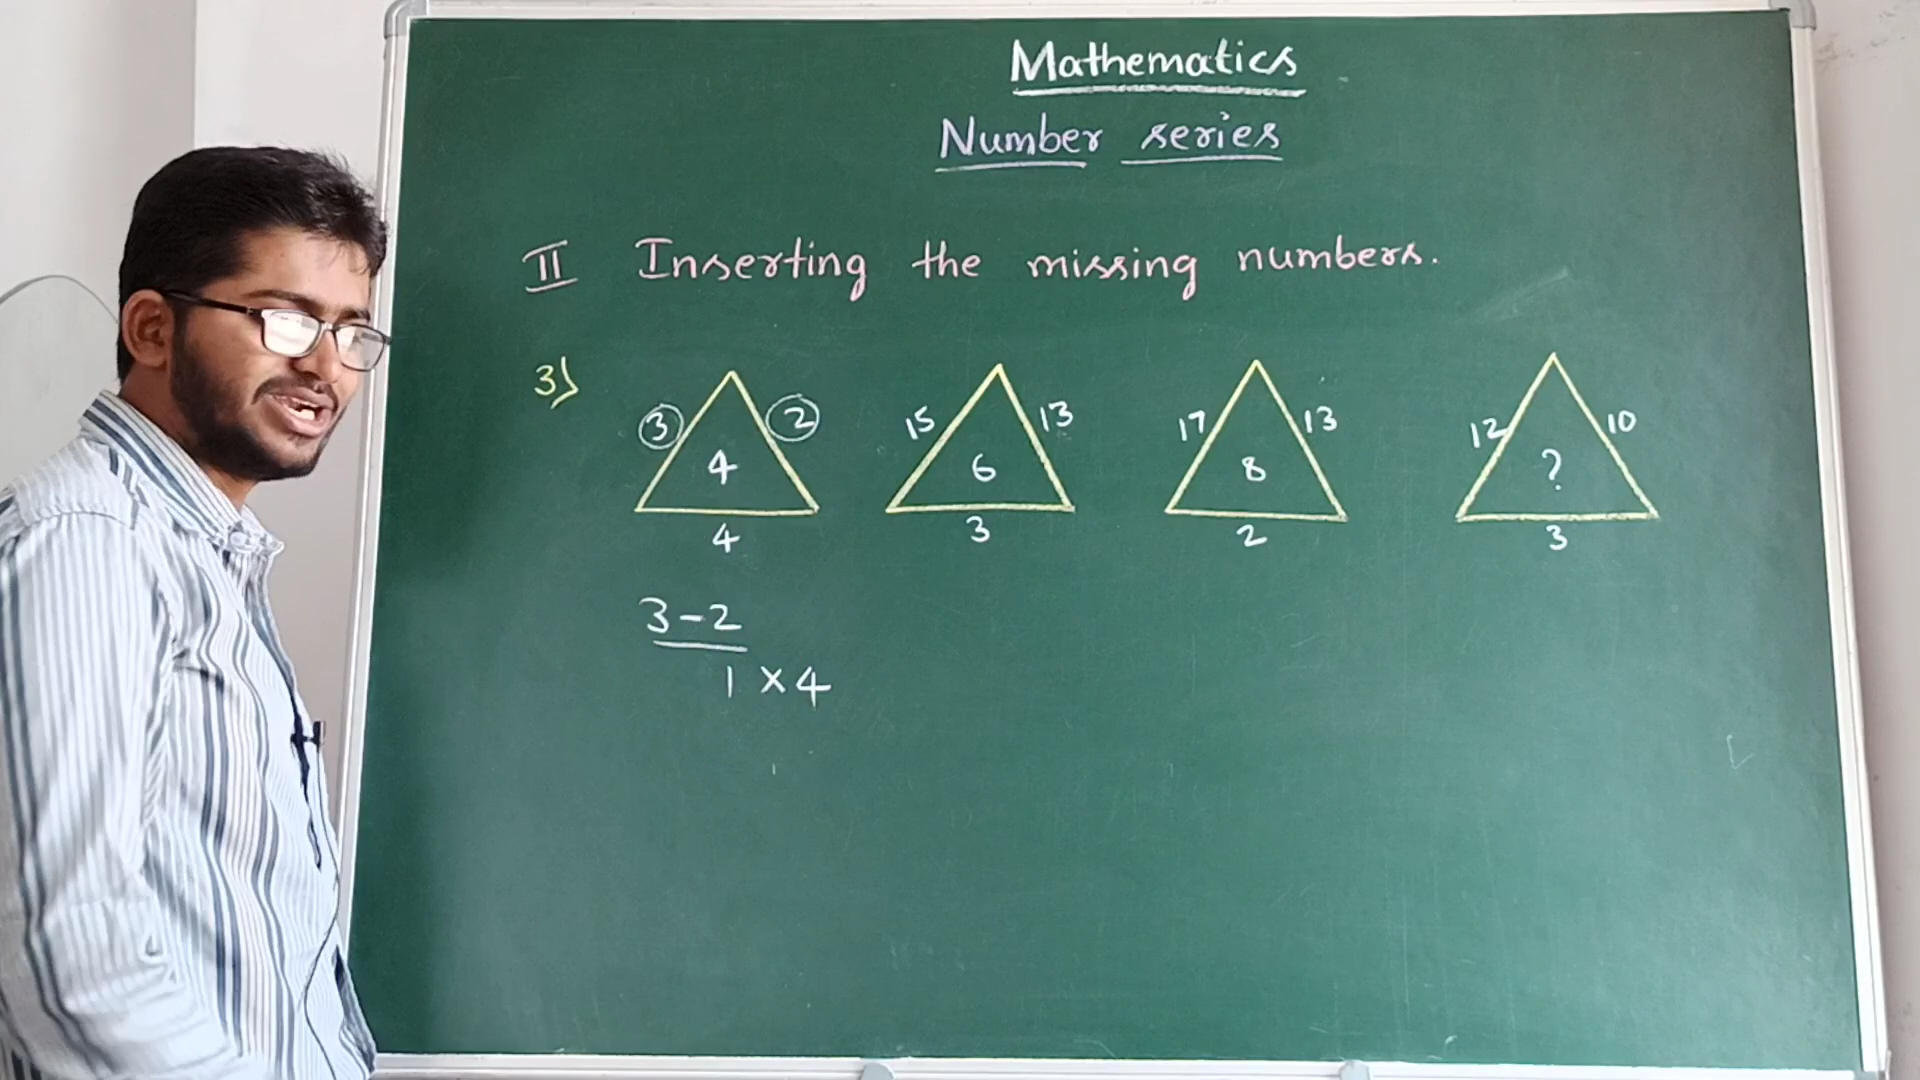 Mathematics
Number series
II Inserting the missing numbers.
3)
3 2 15 13 17 13 12 10
4 6 8 ?
4 3 2 3
3-2
1 × 4